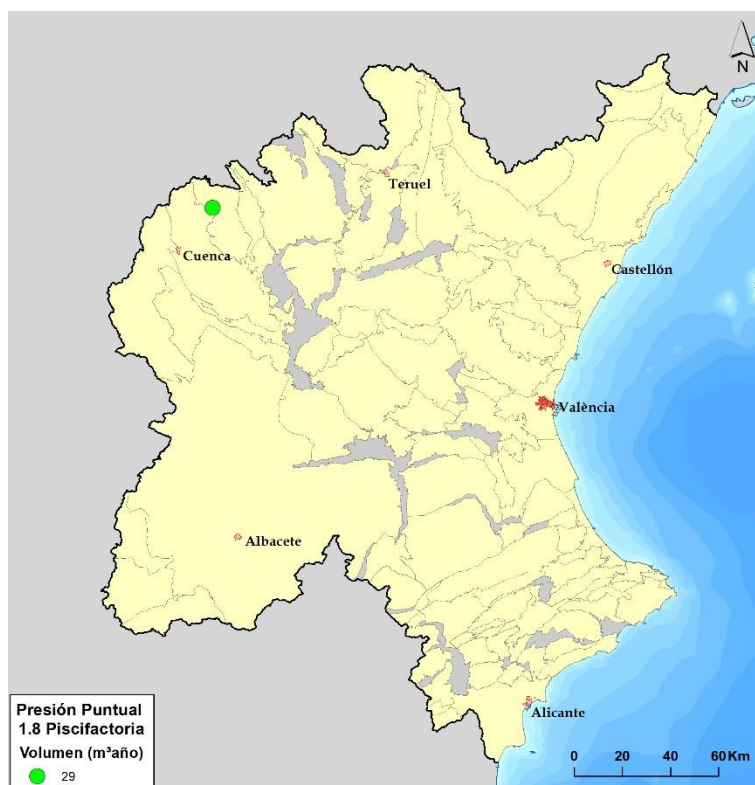 N
Teruel
Cuenca
Castellón
València
Albacete
Alicante
Presión Puntual
1.8 Piscifactoria
Volumen (m³año)
29
0 20 40 60 Km